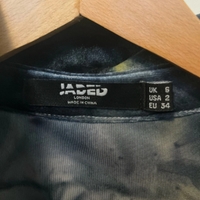 JADED
LONDON
MADE IN CHINA
UK 6
USA 2
EU 34